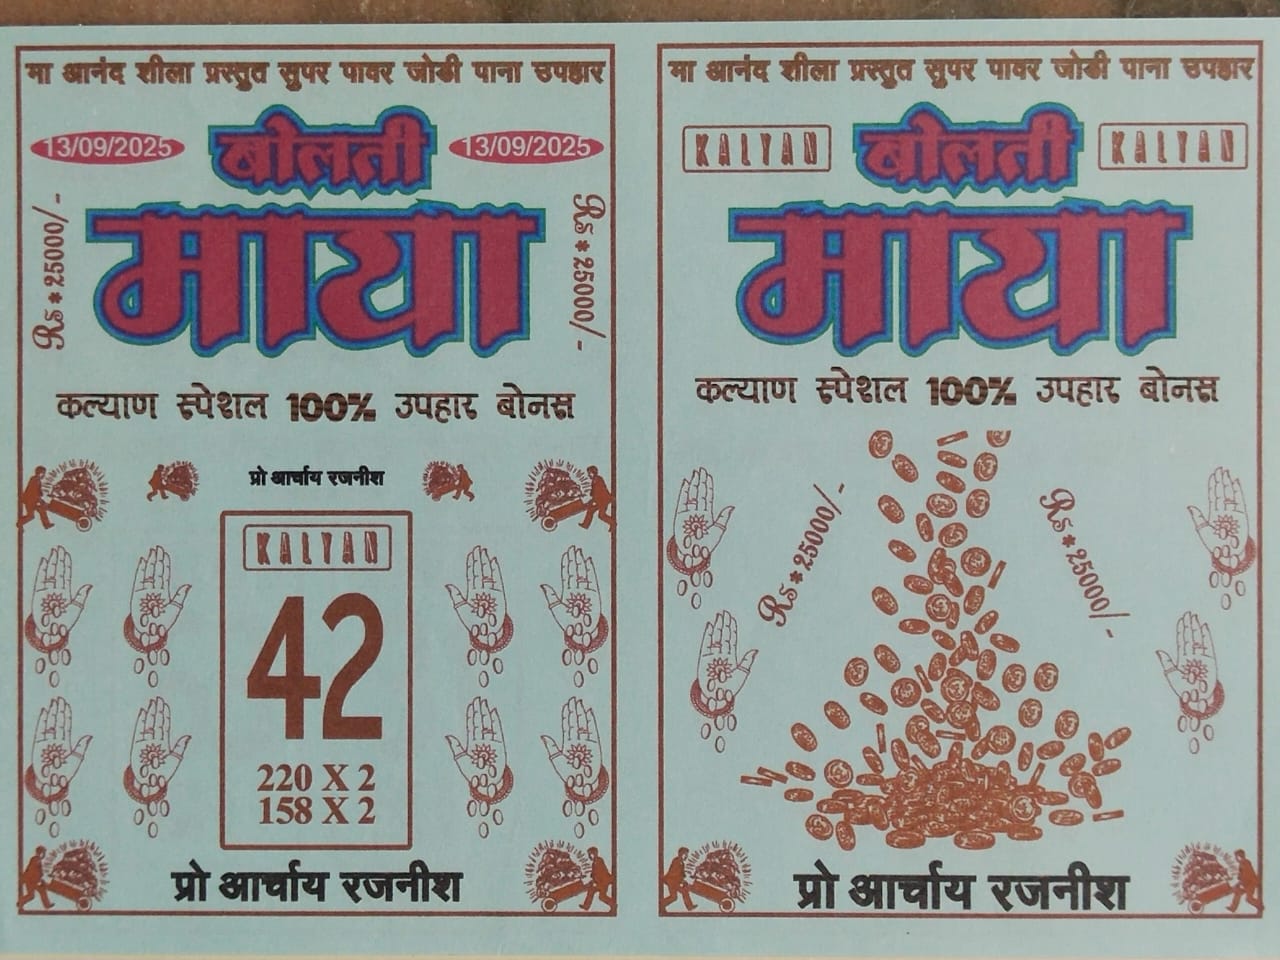 मा आनंद शीला प्रस्तुत सुपर पावर जोडी पाना उपहार
13/09/2025
बोलती
13/09/2025
माया
Rs * 25000/-
Rs * 25000/-
कल्याण स्पेशल 100% उपहार बोनस
प्रो आर्चाय रजनीश
KALYAN
42
220 X 2
158 X 2
प्रो आर्चाय रजनीश
मा आनंद शीला प्रस्तुत सुपर पावर जोडी पाना उपहार
KALYAN
बोलती
KALYAN
माया
कल्याण स्पेशल 100% उपहार बोनस
Rs * 25000/-
Rs * 25000/-
प्रो आर्चाय रजनीश